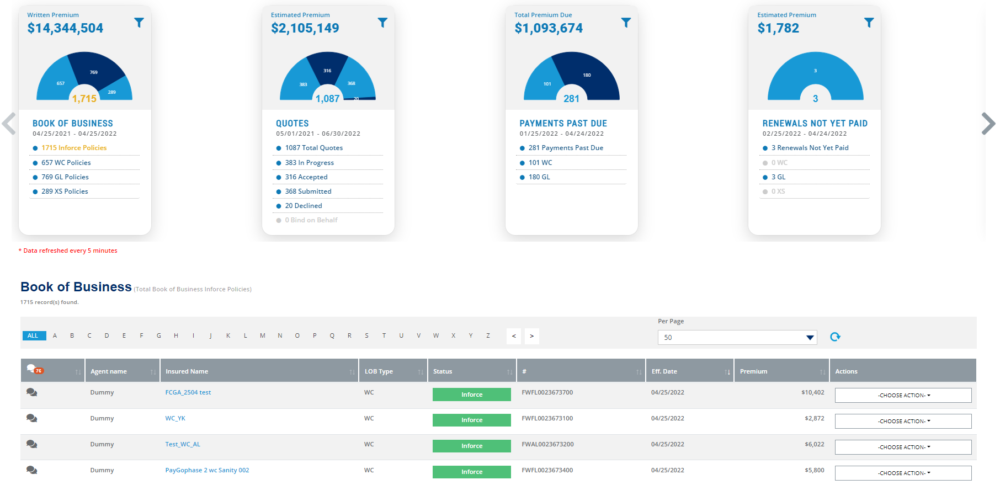 Written Premium
$14,344,504
657
769
289
1,715
BOOK OF BUSINESS
04/25/2021 - 04/25/2022
1715 Inforce Policies
657 WC Policies
769 GL Policies
289 XS Policies
Estimated Premium
$2,105,149
383
316
368
20
1,087
QUOTES
05/01/2021 - 06/30/2022
1087 Total Quotes
383 In Progress
316 Accepted
368 Submitted
20 Declined
0 Bind on Behalf
Total Premium Due
$1,093,674
101
180
281
PAYMENTS PAST DUE
01/25/2022 - 04/24/2022
281 Payments Past Due
101 WC
180 GL
Estimated Premium
$1,782
3
3
RENEWALS NOT YET PAID
02/25/2022 - 04/24/2022
3 Renewals Not Yet Paid
0 WC
3 GL
0 XS
* Data refreshed every 5 minutes
Book of Business (Total Book of Business Inforce Policies)
1715 record(s) found.
Per Page
ALL A B C D E F G H I J K L M N O P Q R S T U V W X Y Z < > 50
76 Agent name Insured Name LOB Type Status # Eff. Date Premium Actions
Dummy FCGA_2504 test WC Inforce FWFL0023673700 04/25/2022 $10,402 -CHOOSE ACTION-
Dummy WC_YK WC Inforce FWFL0023673100 04/25/2022 $2,872 -CHOOSE ACTION-
Dummy Test_WC_AL WC Inforce FWAL0023673200 04/25/2022 $6,022 -CHOOSE ACTION-
Dummy PayGophase 2 wc Sanity 002 WC Inforce FWFL0023673400 04/25/2022 $5,800 -CHOOSE ACTION-